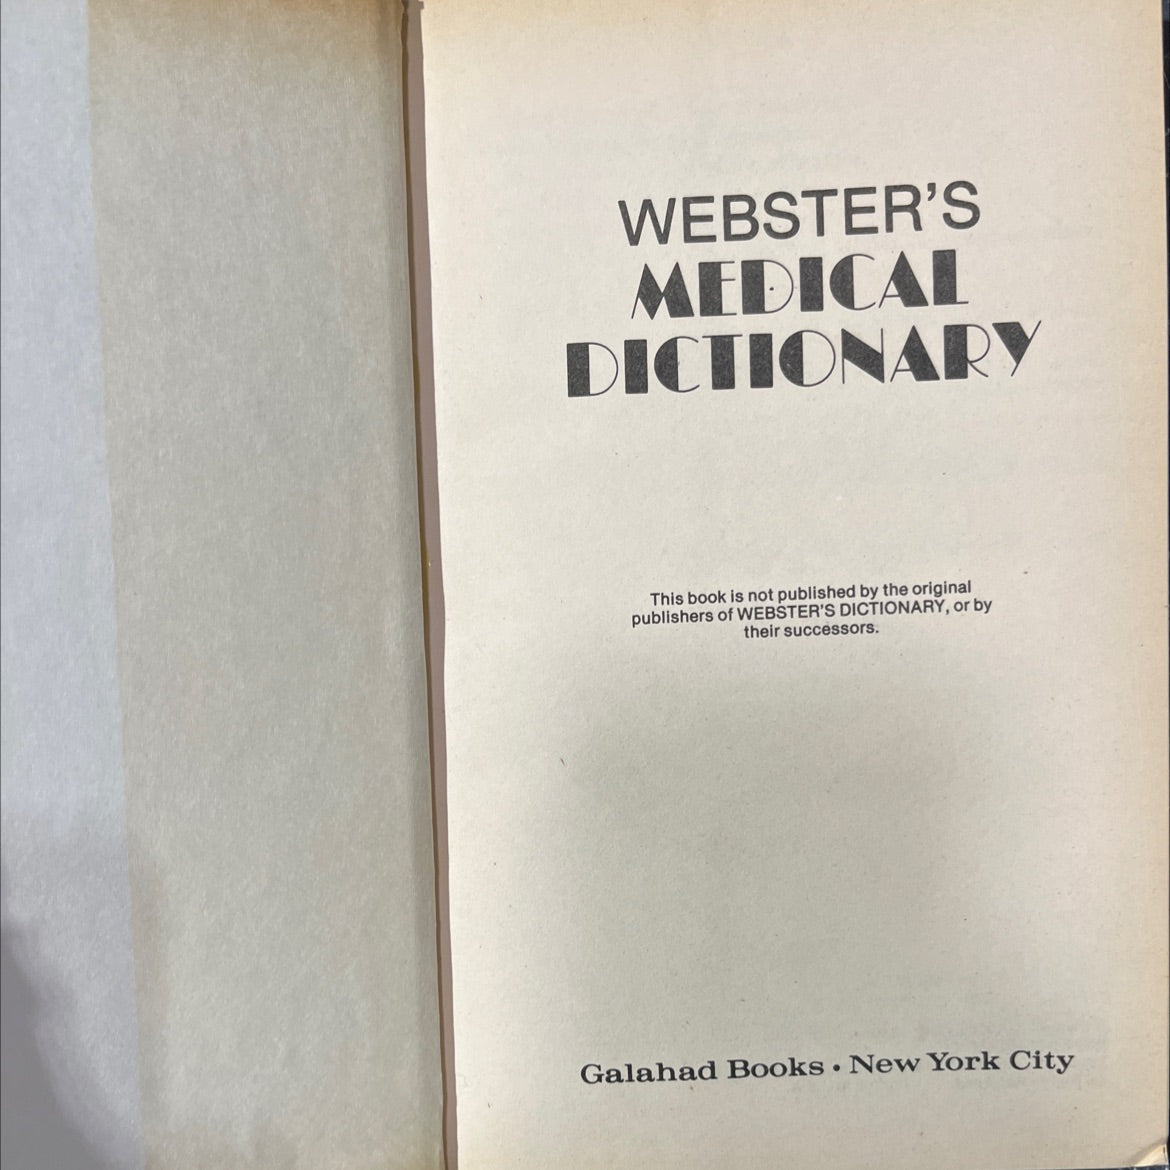 WEBSTER'S
MEDICAL
DICTIONARY
This book is not published by the original
publishers of WEBSTER'S DICTIONARY, or by
their successors.
Galahad Books • New York City